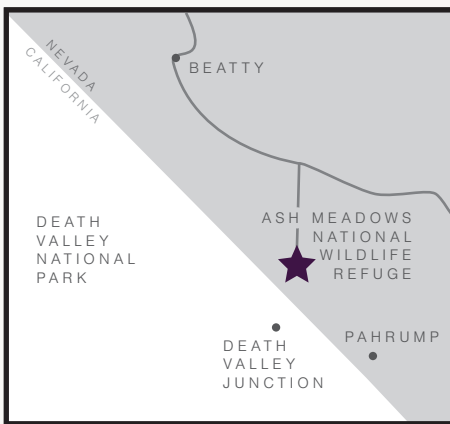 NEVADA
CALIFORNIA
BEATTY
DEATH
VALLEY
NATIONAL
PARK
ASH MEADOWS
NATIONAL
WILDLIFE
REFUGE
DEATH
VALLEY
JUNCTION
PAHRUMP